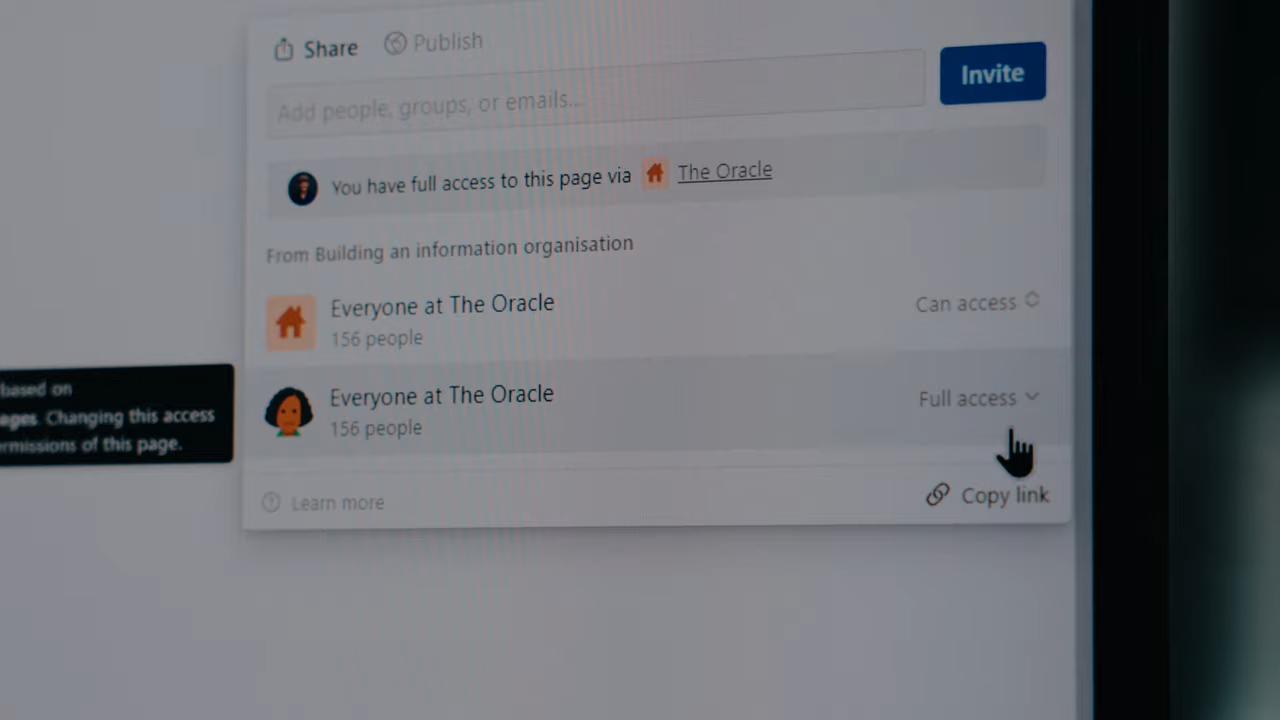 Share Publish
Add people, groups, or emails...
Invite
You have full access to this page via The Oracle
From Building an information organisation
Everyone at The Oracle
Can access
156 people
Everyone at The Oracle
Full access
156 people
based on
ages. Changing this access
rmissions of this page.
Learn more
Copy link